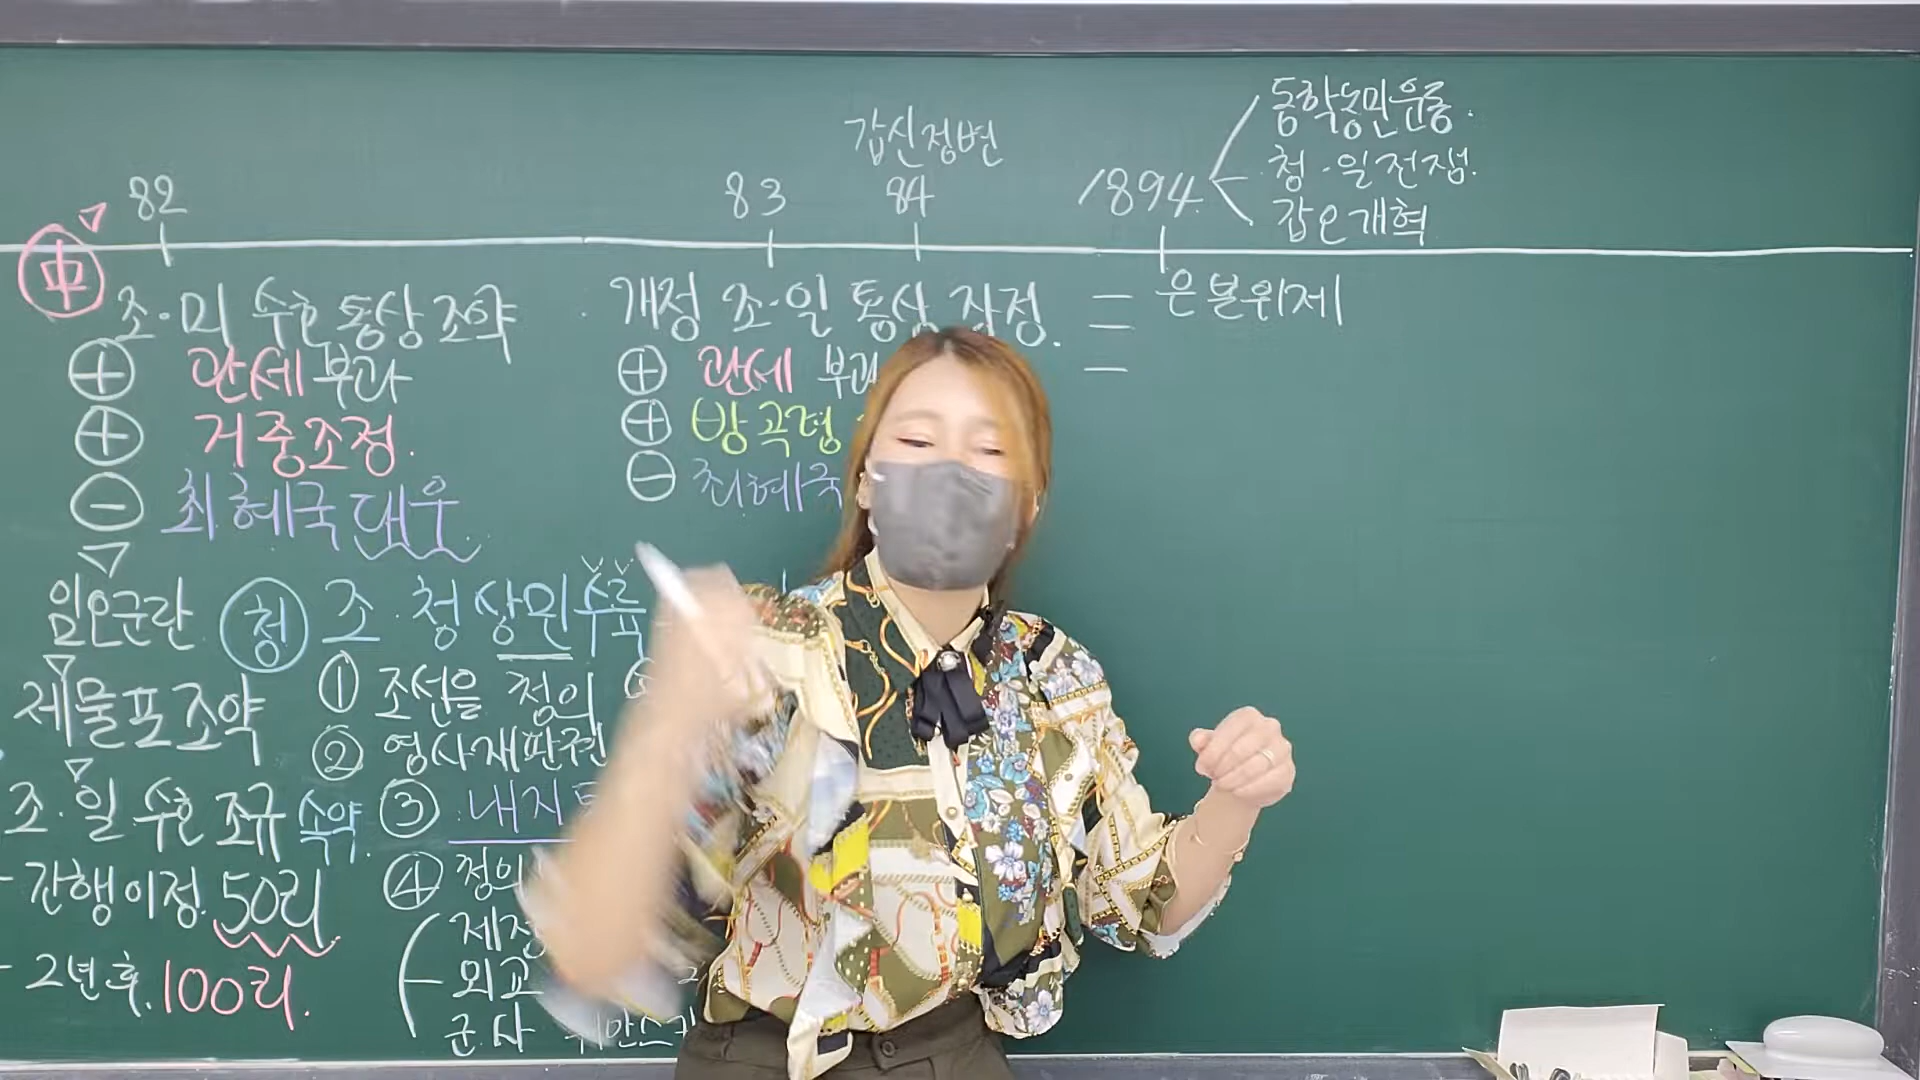 갑신정변
82 83 84 1894
동학농민운동.
청·일전쟁.
갑오개혁
中
조·미 수호통상조약
⊕ 관세 부과
⊕ 거중조정.
⊖ 최혜국 대우
· 개정 조·일 통상 장정. = 은본위제
⊕ 관세 부과 -
⊕ 방곡령
⊖ 최혜국
임오군란
청 조·청상민수륙
제물포조약
① 조선을 청의
② 영사재판권
조·일 수호 조규 속약.
③ 내지
- 간행이정 50리
④ 청의
- 2년 후. 100리.
외교
군사